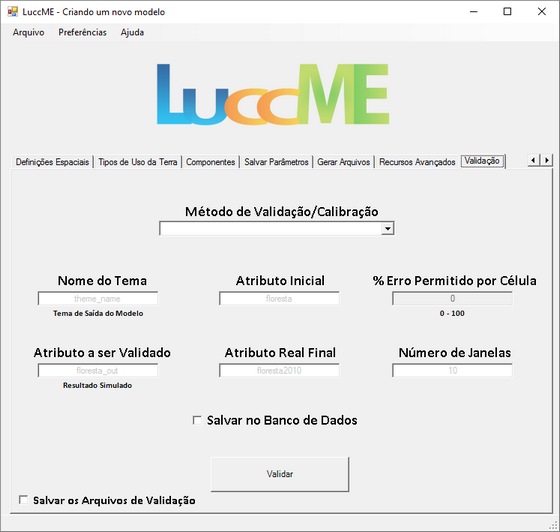 LuccME - Criando um novo modelo
Arquivo Preferências Ajuda
LuccME
Definições Espaciais Tipos de Uso da Terra Componentes Salvar Parâmetros Gerar Arquivos Recursos Avançados Validação
Método de Validação/Calibração
Nome do Tema Atributo Inicial % Erro Permitido por Célula
theme_name floresta 0
Tema de Saída do Modelo 0 - 100
Atributo a ser Validado Atributo Real Final Número de Janelas
floresta_out floresta2010 10
Resultado Simulado
Salvar no Banco de Dados
Validar
Salvar os Arquivos de Validação